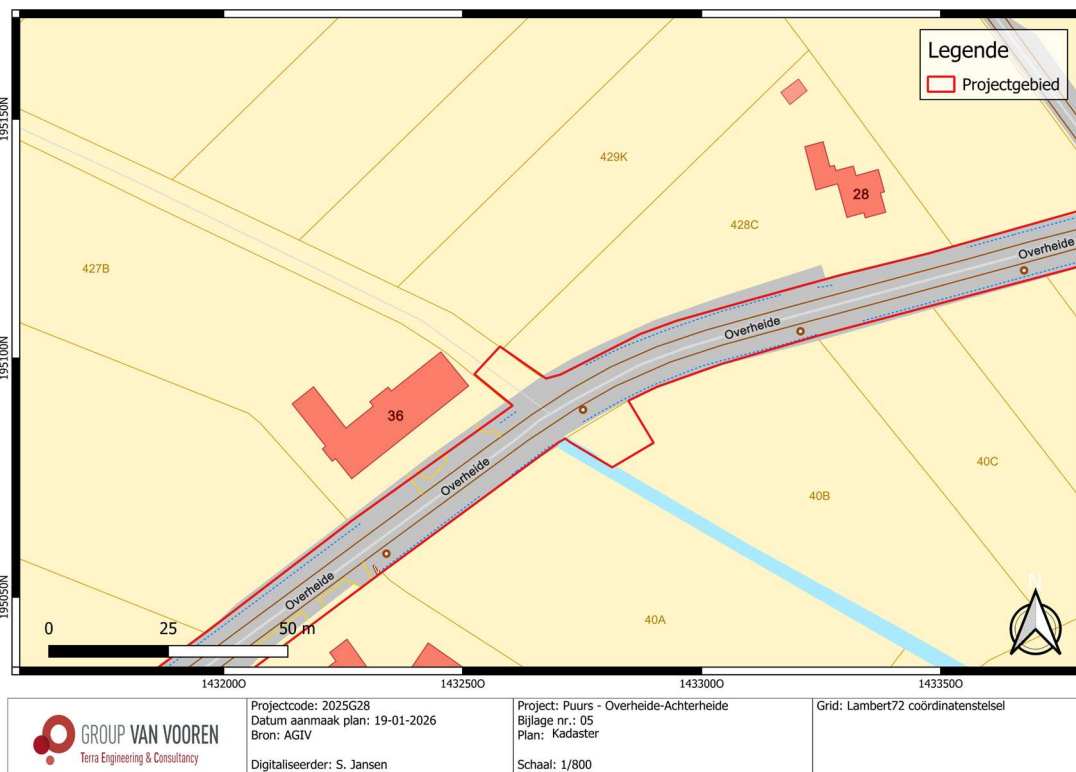 Legende
Projectgebied
195150N
195100N
195050N
429K
28
428C
427B
Overheide
Overheide
36
Overheide
40C
40B
Overheide
40A
N
0 25 50 m
143200O 143250O 143300O 143350O
GROUP VAN VOOREN
Terra Engineering & Consultancy
Projectcode: 2025G28
Datum aanmaak plan: 19-01-2026
Bron: AGIV
Digitaliseerder: S. Jansen
Project: Puurs - Overheide-Achterheide
Bijlage nr.: 05
Plan: Kadaster
Schaal: 1/800
Grid: Lambert72 coördinatenstelsel